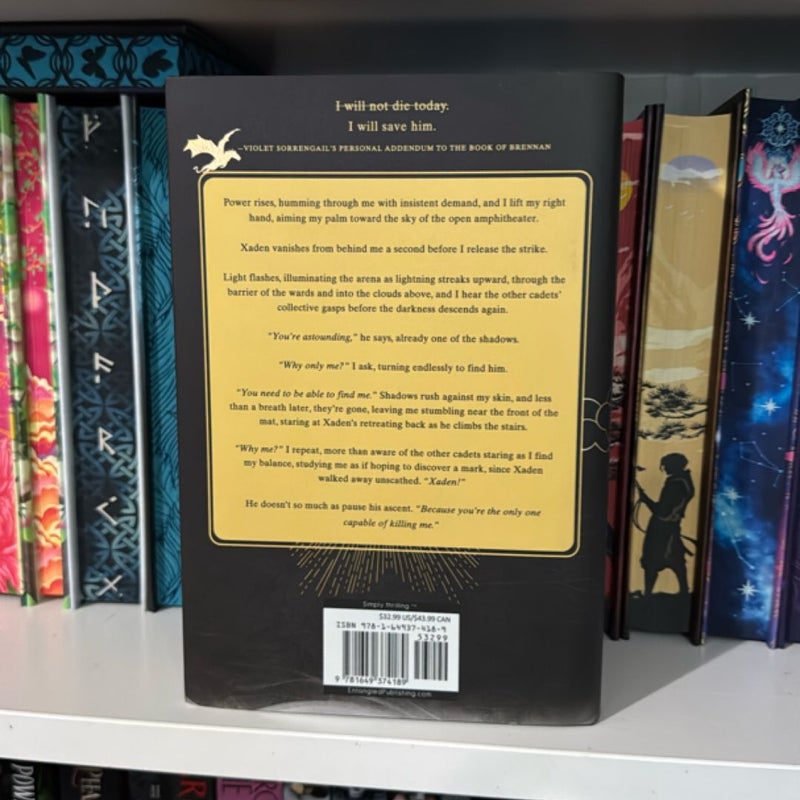 I will not die today.
I will save him.
—VIOLET SORRENGAIL'S PERSONAL ADDENDUM TO THE BOOK OF BRENNAN
Power rises, humming through me with insistent demand, and I lift my right
hand, aiming my palm toward the sky of the open amphitheater.
Xaden vanishes from behind me a second before I release the strike.
Light flashes, illuminating the arena as lightning streaks upward, through the
barrier of the wards and into the clouds above, and I hear the other cadets'
collective gasps before the darkness descends again.
"You're astounding," he says, already one of the shadows.
"Why only me?" I ask, turning endlessly to find him.
"You need to be able to find me." Shadows rush against my skin, and less
than a breath later, they're gone, leaving me stumbling near the front of the
mat, staring at Xaden's retreating back as he climbs the stairs.
"Why me?" I repeat, more than aware of the other cadets staring as I find
my balance, studying me as if hoping to discover a mark, since Xaden
walked away unscathed. "Xaden!"
He doesn't so much as pause his ascent. "Because you're the only one
capable of killing me."
Simply thrilling™
$32.99 US/$43.99 CAN
ISBN 978-1-64937-418-9
53299
9 781649 374189
EntangledPublishing.com
POW
PHA
R